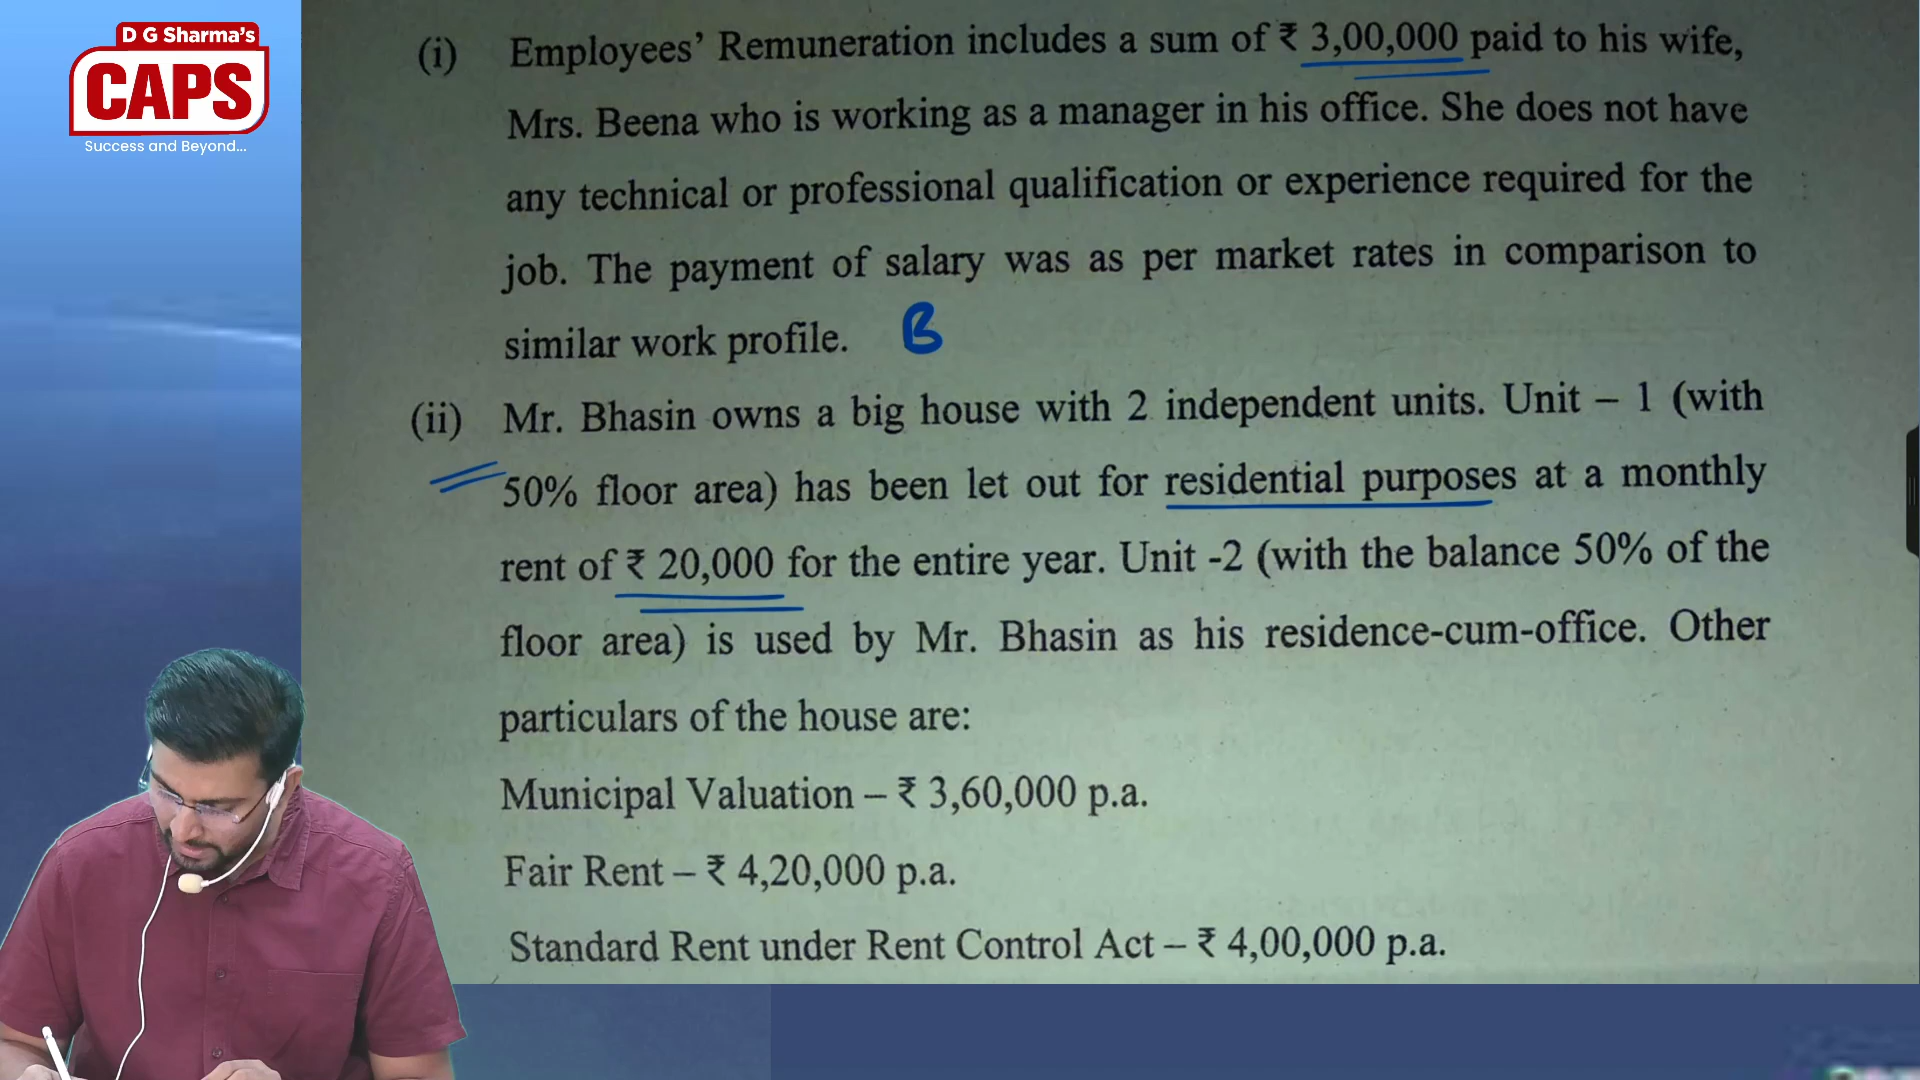 D G Sharma's
CAPS
Success and Beyond...
(i) Employees' Remuneration includes a sum of ₹ 3,00,000 paid to his wife,
Mrs. Beena who is working as a manager in his office. She does not have
any technical or professional qualification or experience required for the
job. The payment of salary was as per market rates in comparison to
similar work profile. B
(ii) Mr. Bhasin owns a big house with 2 independent units. Unit – 1 (with
50% floor area) has been let out for residential purposes at a monthly
rent of ₹ 20,000 for the entire year. Unit -2 (with the balance 50% of the
floor area) is used by Mr. Bhasin as his residence-cum-office. Other
particulars of the house are:
Municipal Valuation – ₹ 3,60,000 p.a.
Fair Rent – ₹ 4,20,000 p.a.
Standard Rent under Rent Control Act – ₹ 4,00,000 p.a.